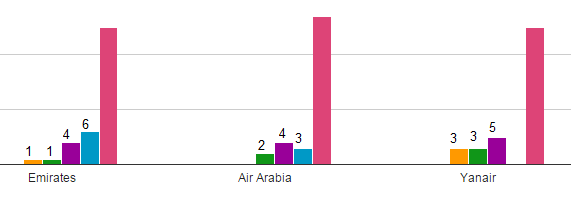 1 1 4 6
2 4 3
3 3 5
Emirates
Air Arabia
Yanair